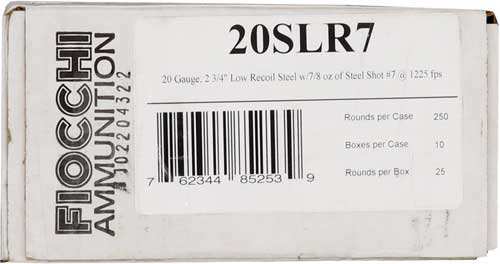 FIOCCHI
AMMUNITION
20SLR7
20 Gauge, 2 3/4" Low Recoil Steel w/7/8 oz of Steel Shot #7 @ 1225 fps
Rounds per Case 250
Boxes per Case 10
Rounds per Box 25
7 62344 85253 9